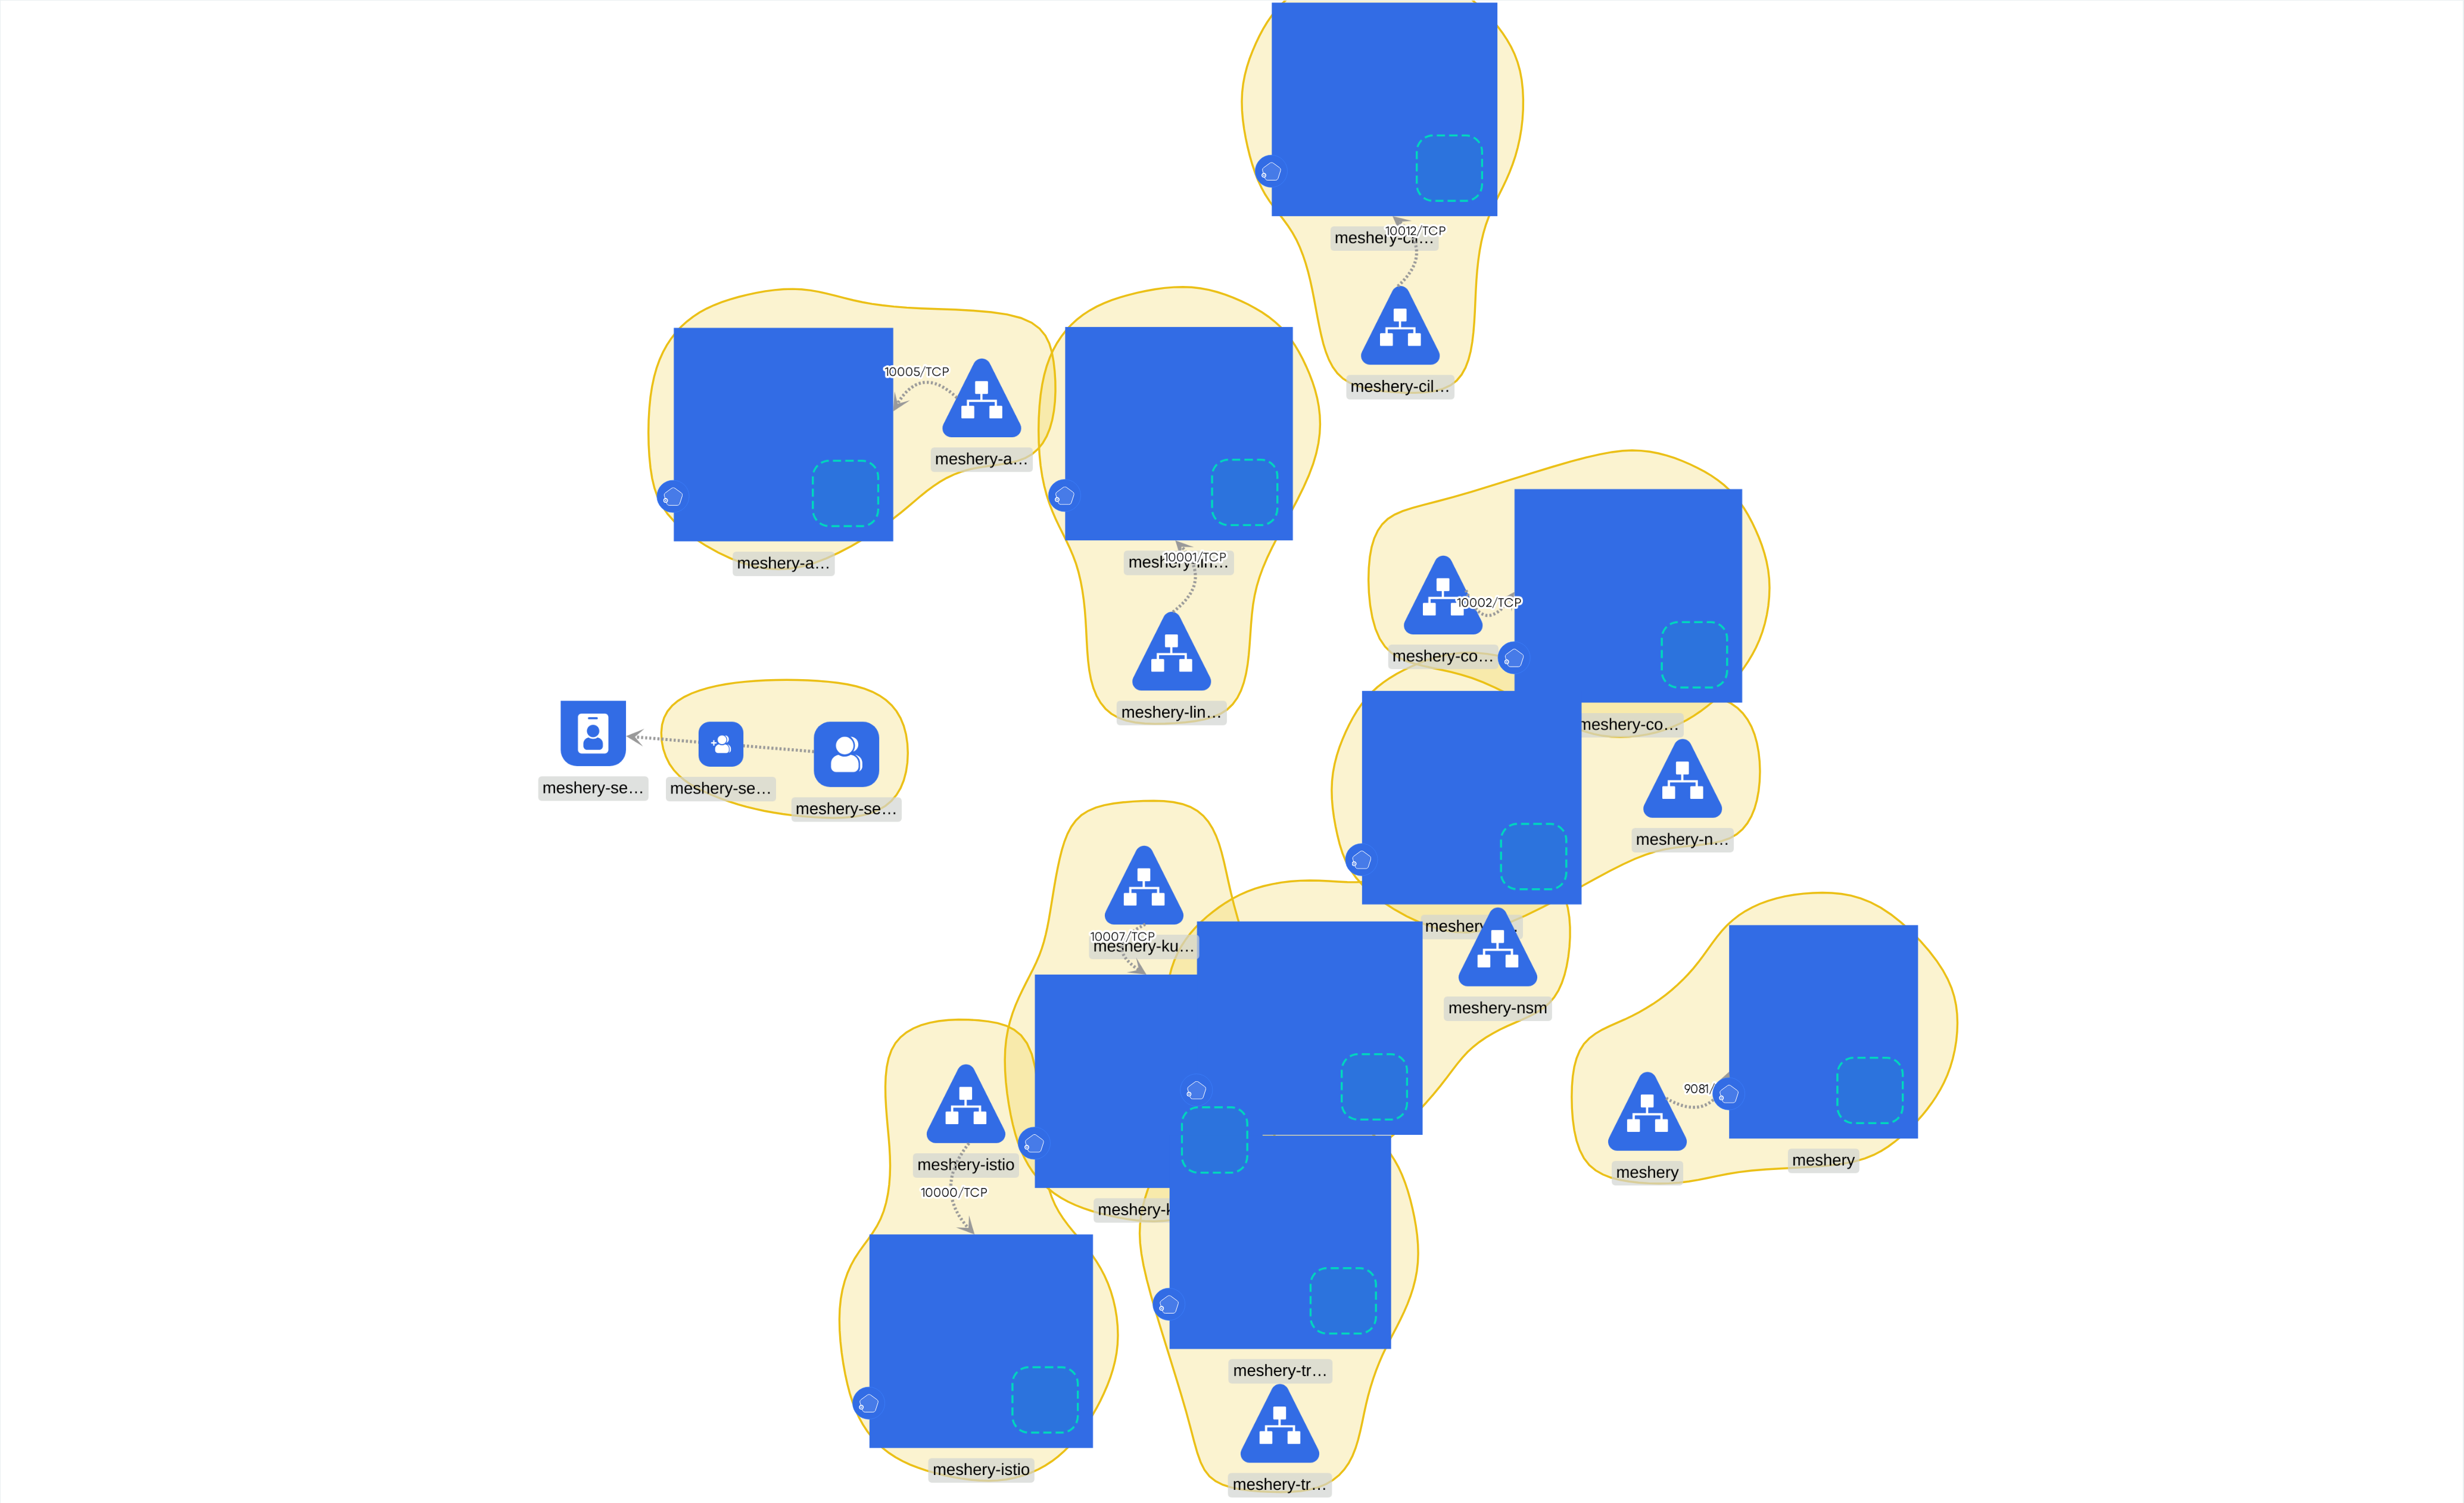 meshery-cil…
10012/TCP
meshery-cil…
10005/TCP
meshery-a…
meshery-a…
meshery-lin…
10001/TCP
meshery-lin…
10002/TCP
meshery-co…
meshery-co…
meshery-se…
meshery-se…
meshery-se…
meshery-n…
meshery
meshery-nsm
10007/TCP
meshery-ku…
9081/
meshery
meshery
meshery-istio
10000/TCP
meshery-k
meshery-tr…
meshery-istio
meshery-tr…